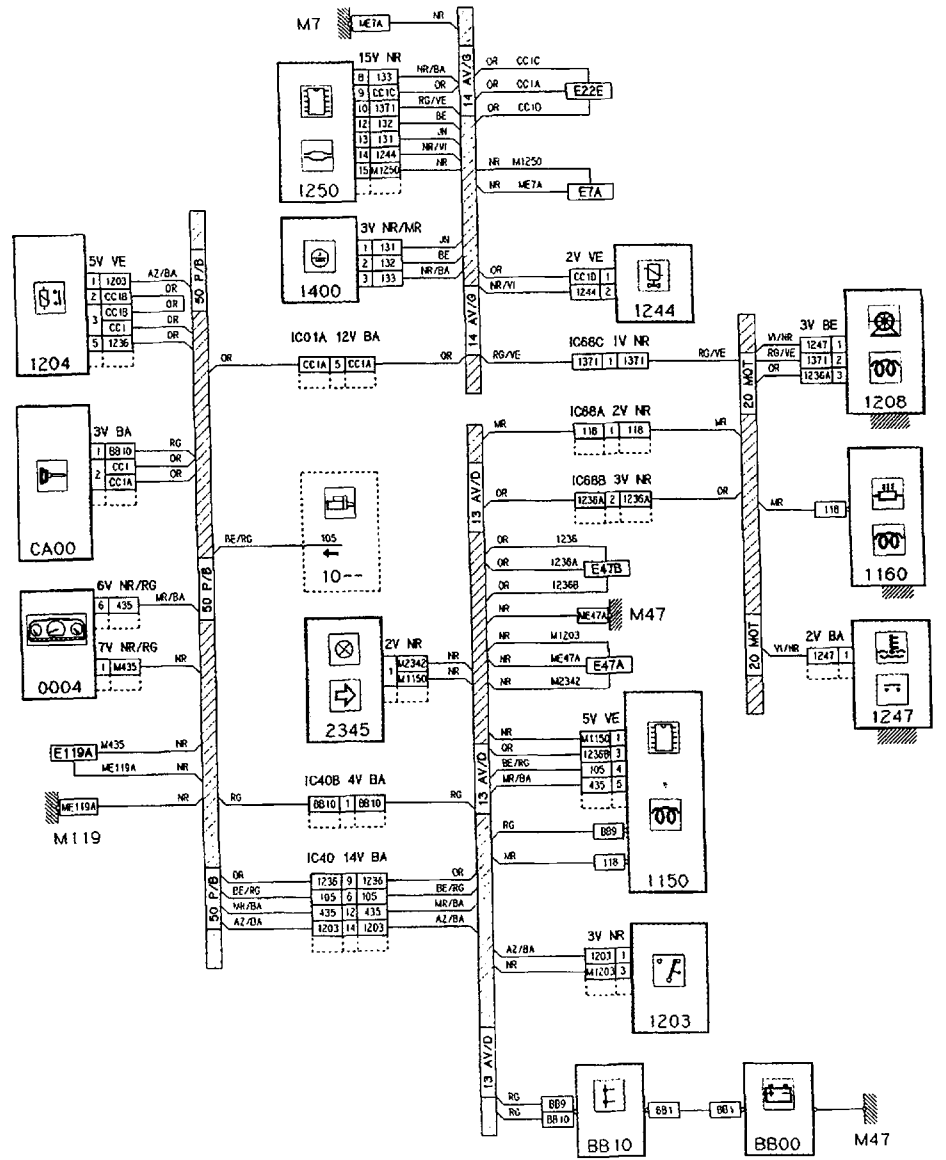 M7 ME7A NR
15V NR
8 133 NR/BA
9 CC1C OR
10 1371 RG/VE
12 132 BE
13 131 JN
14 1244 NR/VI
15 M1250 NR
1250
14 AV/G
OR CC1C
OR CC1A E22E
OR CC1D
NR M1250
NR ME7A E7A
3V NR/MR
1 131 JN
2 132 BE
3 133 NR/BA
1400
2V VE
OR CC1D 1
NR/VI 1244 2
1244
14 AV/G
50 P/B
5V VE
1 1203 AZ/BA
2 CC1B OR
3 CC1B OR
CC1 OR
5 1236 OR
1204
IC01A 12V BA
OR CC1A 5 CC1A OR
IC68C 1V NR
RG/VE 1371 1 1371 RG/VE
20 MOT
3V BE
VI/NR 1247 1
RG/VE 1371 2
OR 1236A 3
1208
3V BA
1 BB10 RG
2 CC1 OR
CC1A OR
CA00
13 AV/D
IC68A 2V NR
MR 118 1 118 MR
IC68B 3V NR
OR 1236A 2 1236A OR
MR 118
1160
BE/RG 105
10--
50 P/B
OR 1236
OR 1236A E47B
OR 1236B
NR ME47A M47
NR M1203
NR ME47A E47A
NR M2342
6V NR/RG
6 435 MR/BA
7V NR/RG
1 M435 NR
0004
2V NR
1 M2342 NR
M1150 NR
2345
20 MOT
2V BA
VI/NR 1247 1
1247
E119A M435 NR
ME119A NR
ME119A NR
M119
5V VE
NR M1150 1
OR 1236B 3
BE/RG 105 4
MR/BA 435 5
RG BB9
MR 118
1150
13 AV/D
IC40B 4V BA
RG BB10 1 BB10 RG
50 P/B
IC40 14V BA
OR 1236 9 1236 OR
BE/RG 105 6 105 BE/RG
MR/BA 435 12 435 MR/BA
AZ/BA 1203 14 1203 AZ/BA
3V NR
AZ/BA 1203 1
NR M1203 3
1203
13 AV/D
RG BB9
RG BB10
BB10
BB1 BB1
BB00
M47